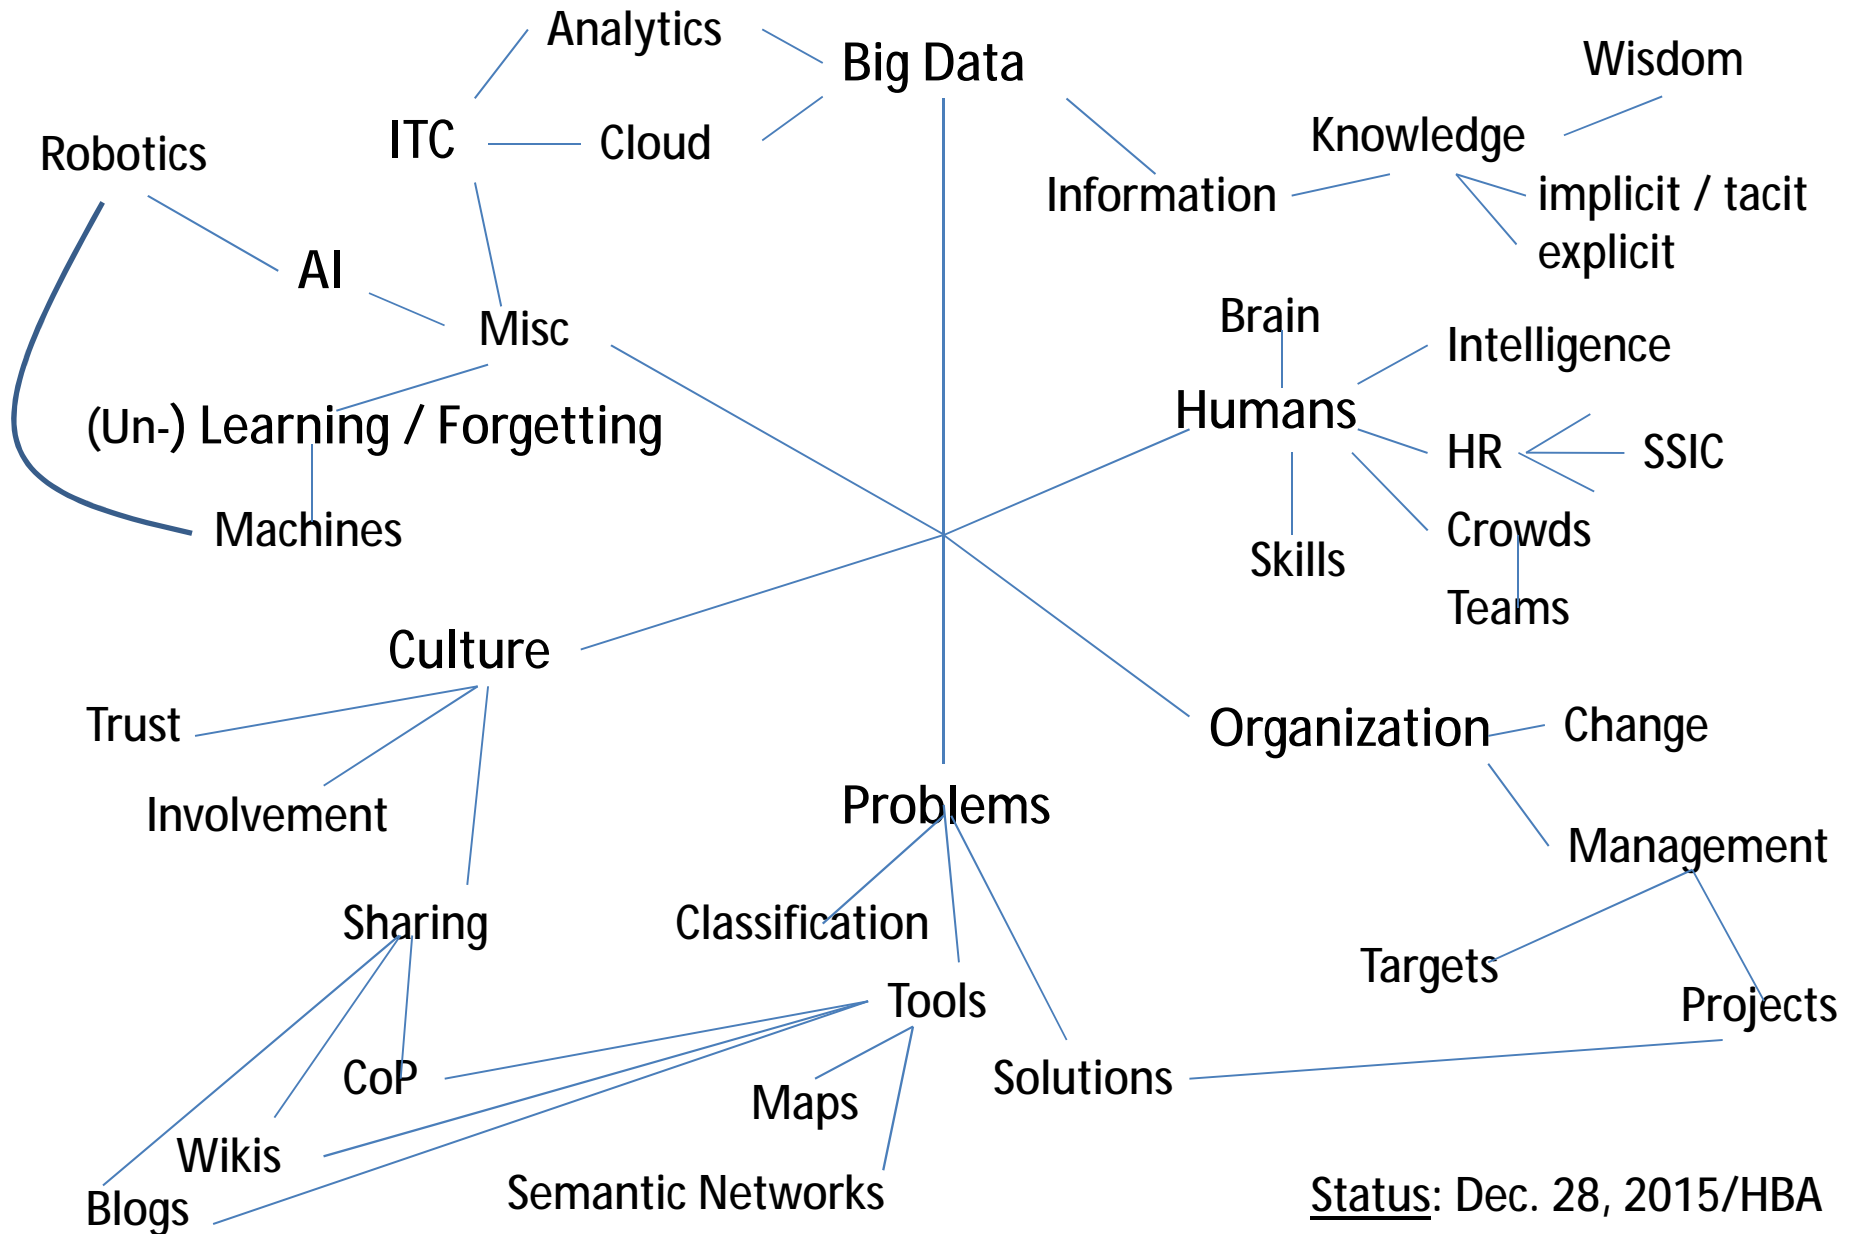 Analytics
Big Data
Wisdom
Robotics
ITC
Cloud
Knowledge
Information
implicit / tacit
explicit
AI
Misc
Brain
Intelligence
Humans
(Un-) Learning / Forgetting
HR
SSIC
Machines
Crowds
Skills
Teams
Culture
Trust
Organization
Change
Involvement
Problems
Management
Sharing
Classification
Targets
Tools
Projects
CoP
Maps
Solutions
Wikis
Semantic Networks
Blogs
Status: Dec. 28, 2015/HBA